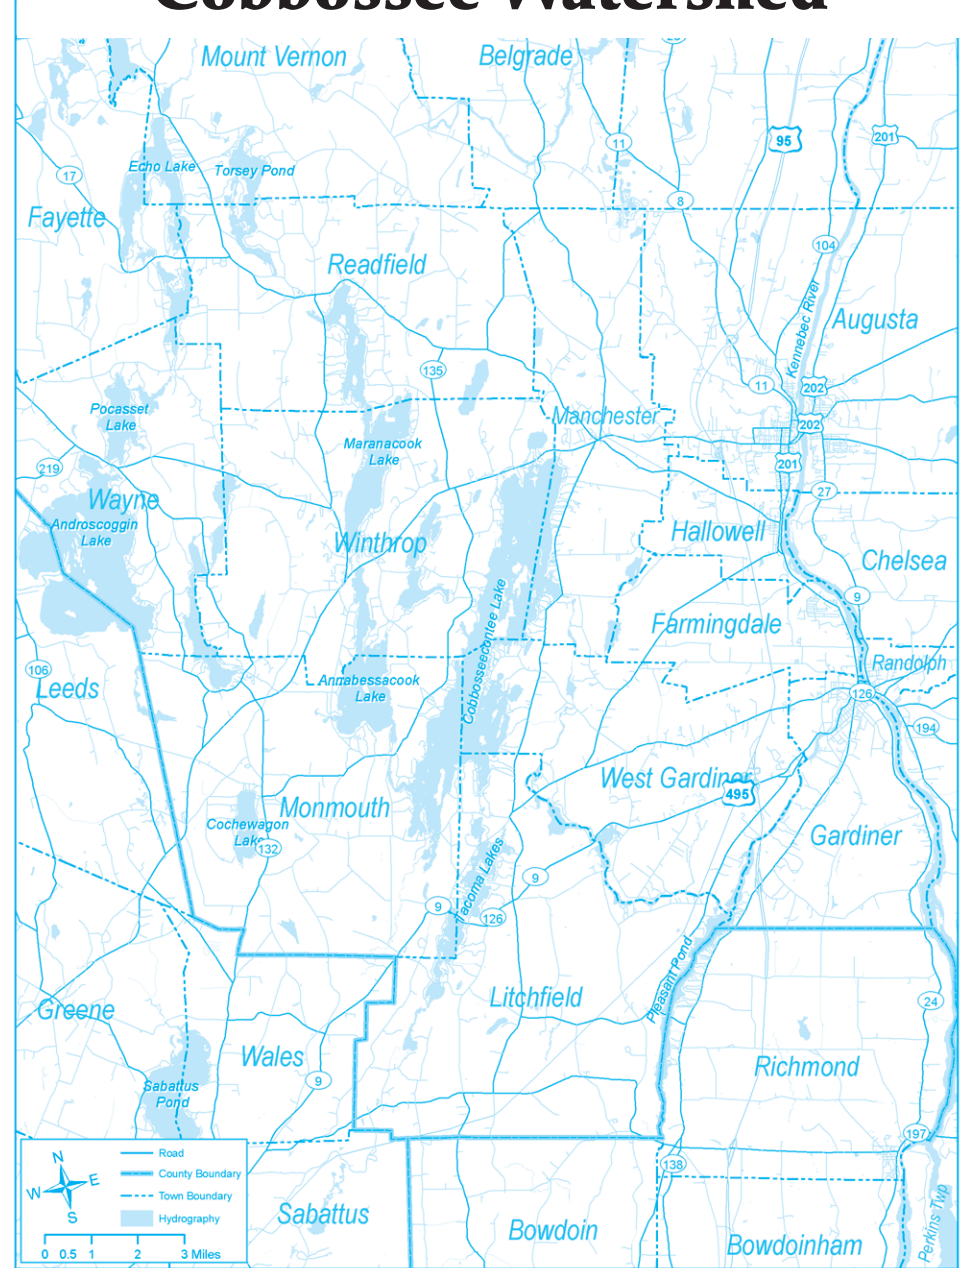 Cobbossee Watershed
Mount Vernon
Belgrade
95
201
11
17
Echo Lake
Torsey Pond
8
Fayette
104
Readfield
Kennebec River
Augusta
135
11
202
Pocasset
Lake
Manchester
202
Maranacook
Lake
219
201
27
Wayne
Androscoggin
Lake
Winthrop
Hallowell
Chelsea
9
Cobbosseecontee Lake
Farmingdale
Randolph
106
Leeds
Annabessacook
Lake
126
194
West Gardiner
495
Monmouth
Cochewagon
Lake
132
Gardiner
Tacoma Lakes
9
9
126
Pleasant Pond
Litchfield
24
Greene
Wales
Richmond
9
Sabattus
Pond
197
138
N
W E
S
Road
County Boundary
Town Boundary
Hydrography
0 0.5 1 2 3 Miles
Sabattus
Bowdoin
Bowdoinham
Perkins Twp